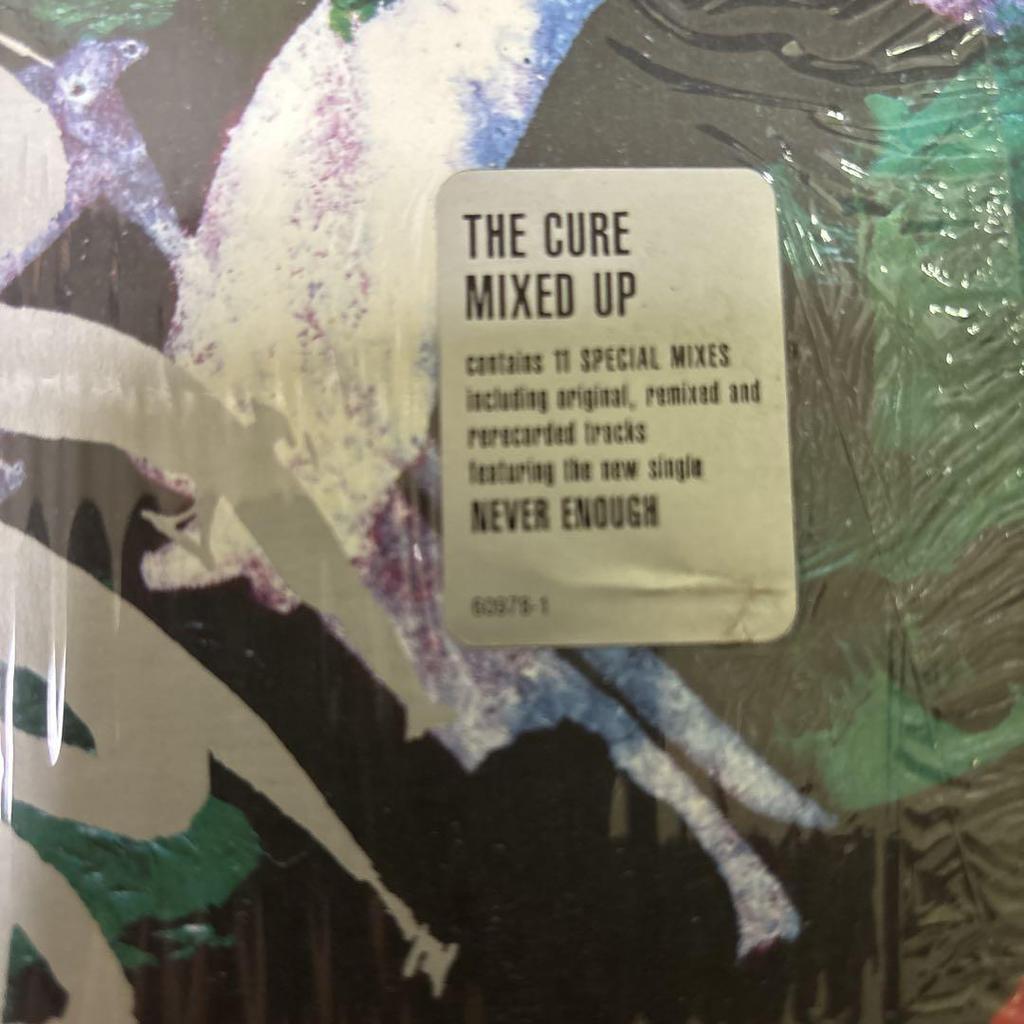 THE CURE
MIXED UP
contains 11 SPECIAL MIXES
including original, remixed and
rerecorded tracks
featuring the new single
NEVER ENOUGH
60978-1